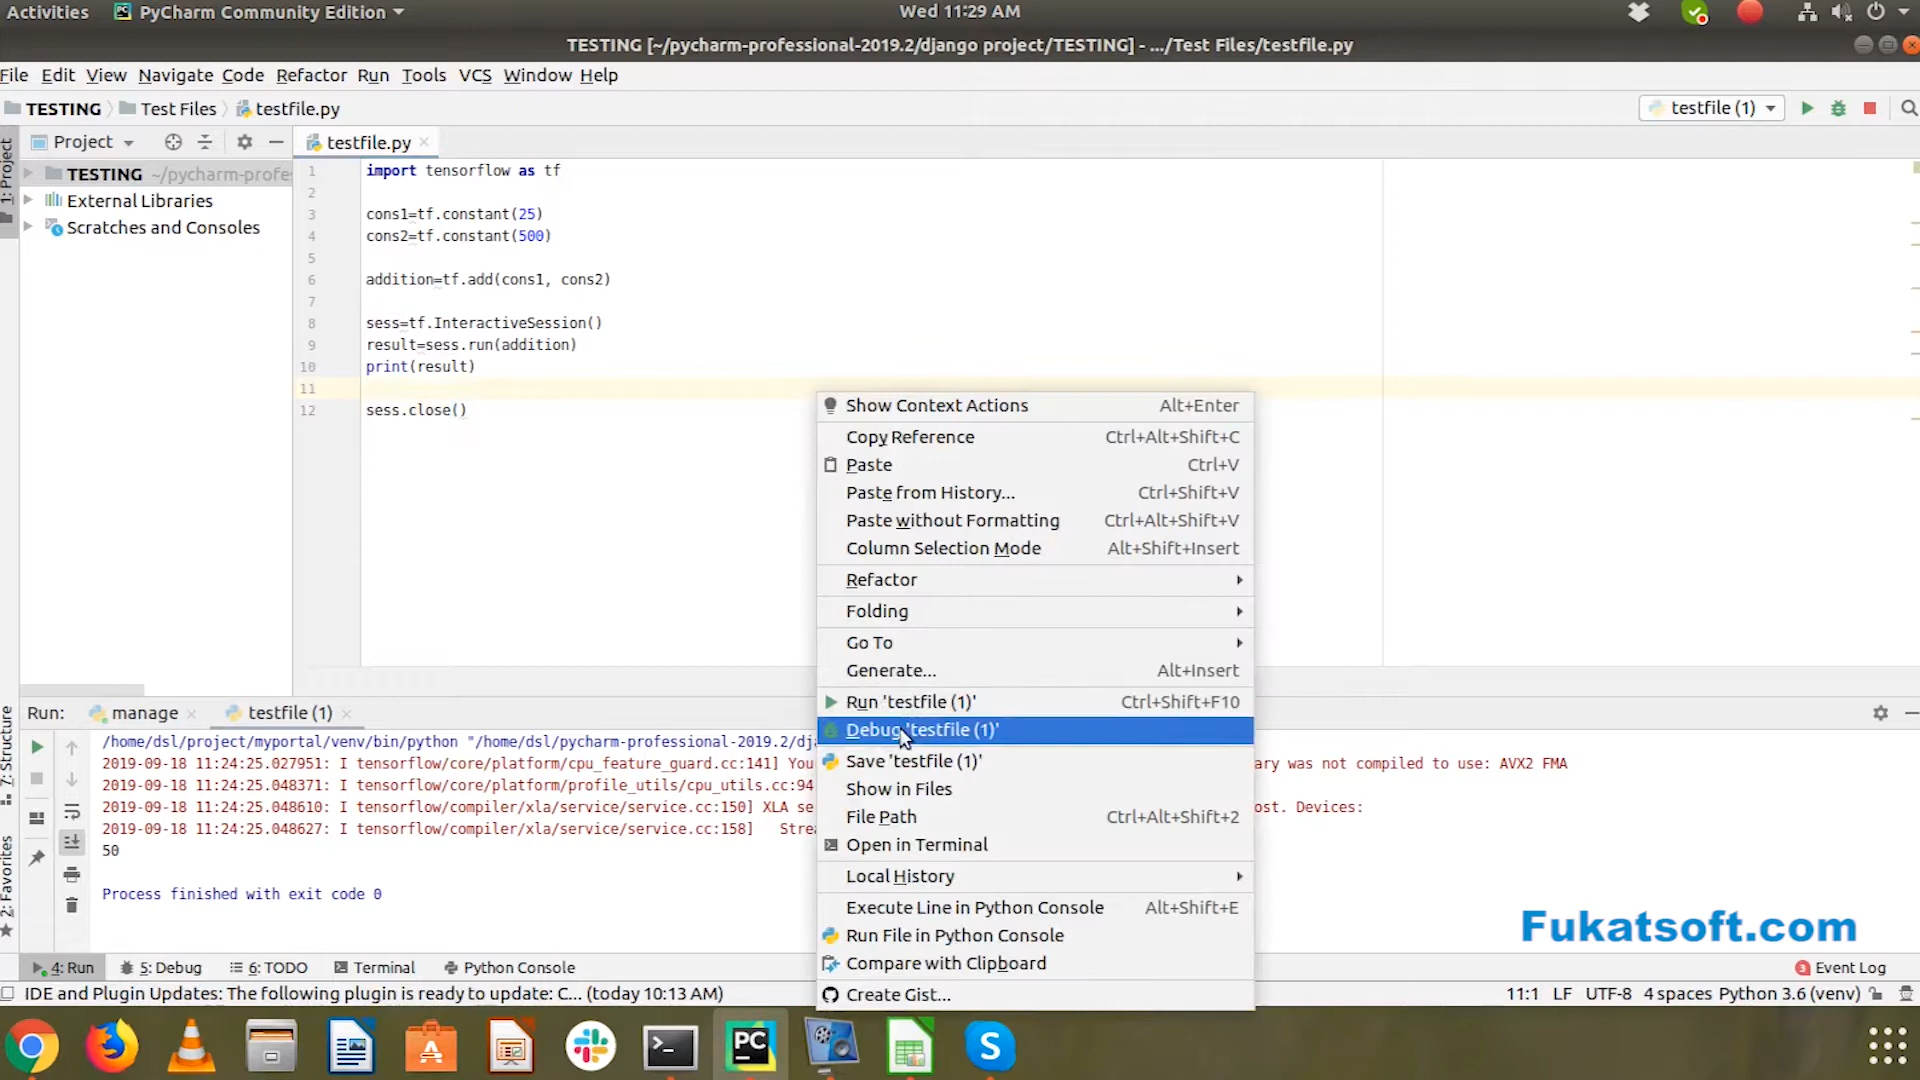 Activities PyCharm Community Edition Wed 11:29 AM
TESTING [~/pycharm-professional-2019.2/django project/TESTING] - .../Test Files/testfile.py
File Edit View Navigate Code Refactor Run Tools VCS Window Help
TESTING Test Files testfile.py testfile (1)
1: Project
Project
testfile.py
TESTING ~/pycharm-profes
External Libraries
Scratches and Consoles
1 import tensorflow as tf
2
3 cons1=tf.constant(25)
4 cons2=tf.constant(500)
5
6 addition=tf.add(cons1, cons2)
7
8 sess=tf.InteractiveSession()
9 result=sess.run(addition)
10 print(result)
11
12 sess.close()
Show Context Actions Alt+Enter
Copy Reference Ctrl+Alt+Shift+C
Paste Ctrl+V
Paste from History... Ctrl+Shift+V
Paste without Formatting Ctrl+Alt+Shift+V
Column Selection Mode Alt+Shift+Insert
Refactor
Folding
Go To
Generate... Alt+Insert
Run 'testfile (1)' Ctrl+Shift+F10
Debug 'testfile (1)'
Save 'testfile (1)'
Show in Files
File Path Ctrl+Alt+Shift+2
Open in Terminal
Local History
Execute Line in Python Console Alt+Shift+E
Run File in Python Console
Compare with Clipboard
Create Gist...
Run: manage testfile (1)
7: Structure
2: Favorites
/home/dsl/project/myportal/venv/bin/python "/home/dsl/pycharm-professional-2019.2/dj
2019-09-18 11:24:25.027951: I tensorflow/core/platform/cpu_feature_guard.cc:141] You ary was not compiled to use: AVX2 FMA
2019-09-18 11:24:25.048371: I tensorflow/core/platform/profile_utils/cpu_utils.cc:94
2019-09-18 11:24:25.048610: I tensorflow/compiler/xla/service/service.cc:150] XLA se ost. Devices:
2019-09-18 11:24:25.048627: I tensorflow/compiler/xla/service/service.cc:158] Stre
50
Process finished with exit code 0
Fukatsoft.com
4: Run 5: Debug 6: TODO Terminal Python Console 3 Event Log
IDE and Plugin Updates: The following plugin is ready to update: C... (today 10:13 AM) 11:1 LF UTF-8 4 spaces Python 3.6 (venv)
PC
S